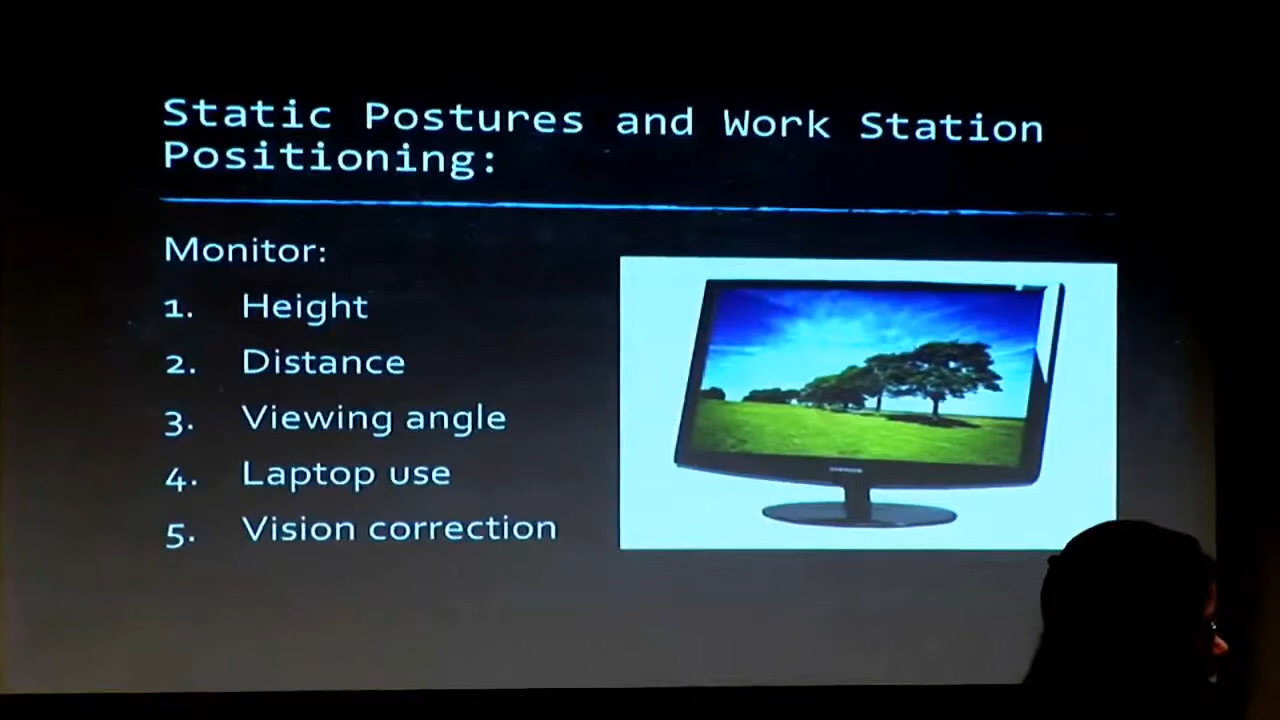 Static Postures and Work Station
Positioning:
Monitor:
1. Height
2. Distance
3. Viewing angle
4. Laptop use
5. Vision correction